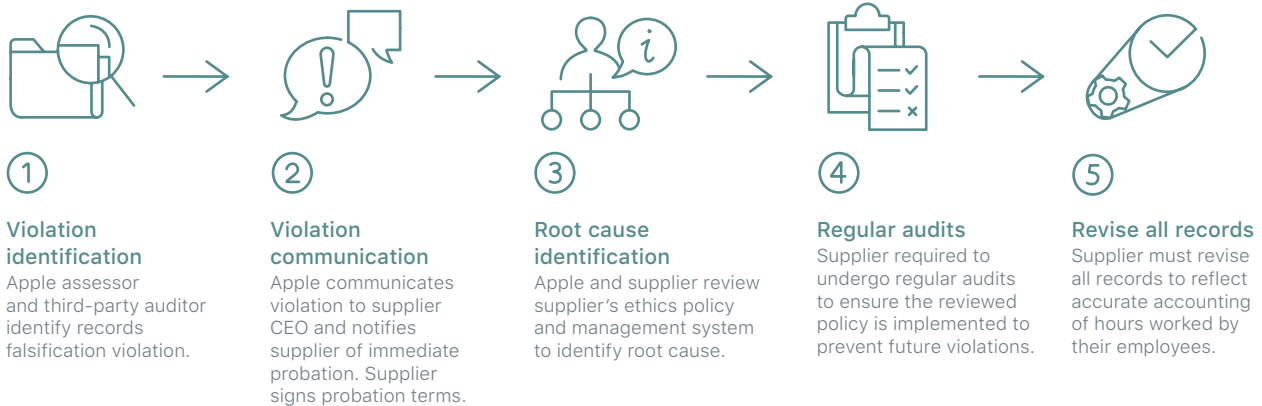 1
Violation
identification
Apple assessor
and third-party auditor
identify records
falsification violation.
2
Violation
communication
Apple communicates
violation to supplier
CEO and notifies
supplier of immediate
probation. Supplier
signs probation terms.
i
3
Root cause
identification
Apple and supplier review
supplier’s ethics policy
and management system
to identify root cause.
4
Regular audits
Supplier required to
undergo regular audits
to ensure the reviewed
policy is implemented to
prevent future violations.
5
Revise all records
Supplier must revise
all records to reflect
accurate accounting
of hours worked by
their employees.